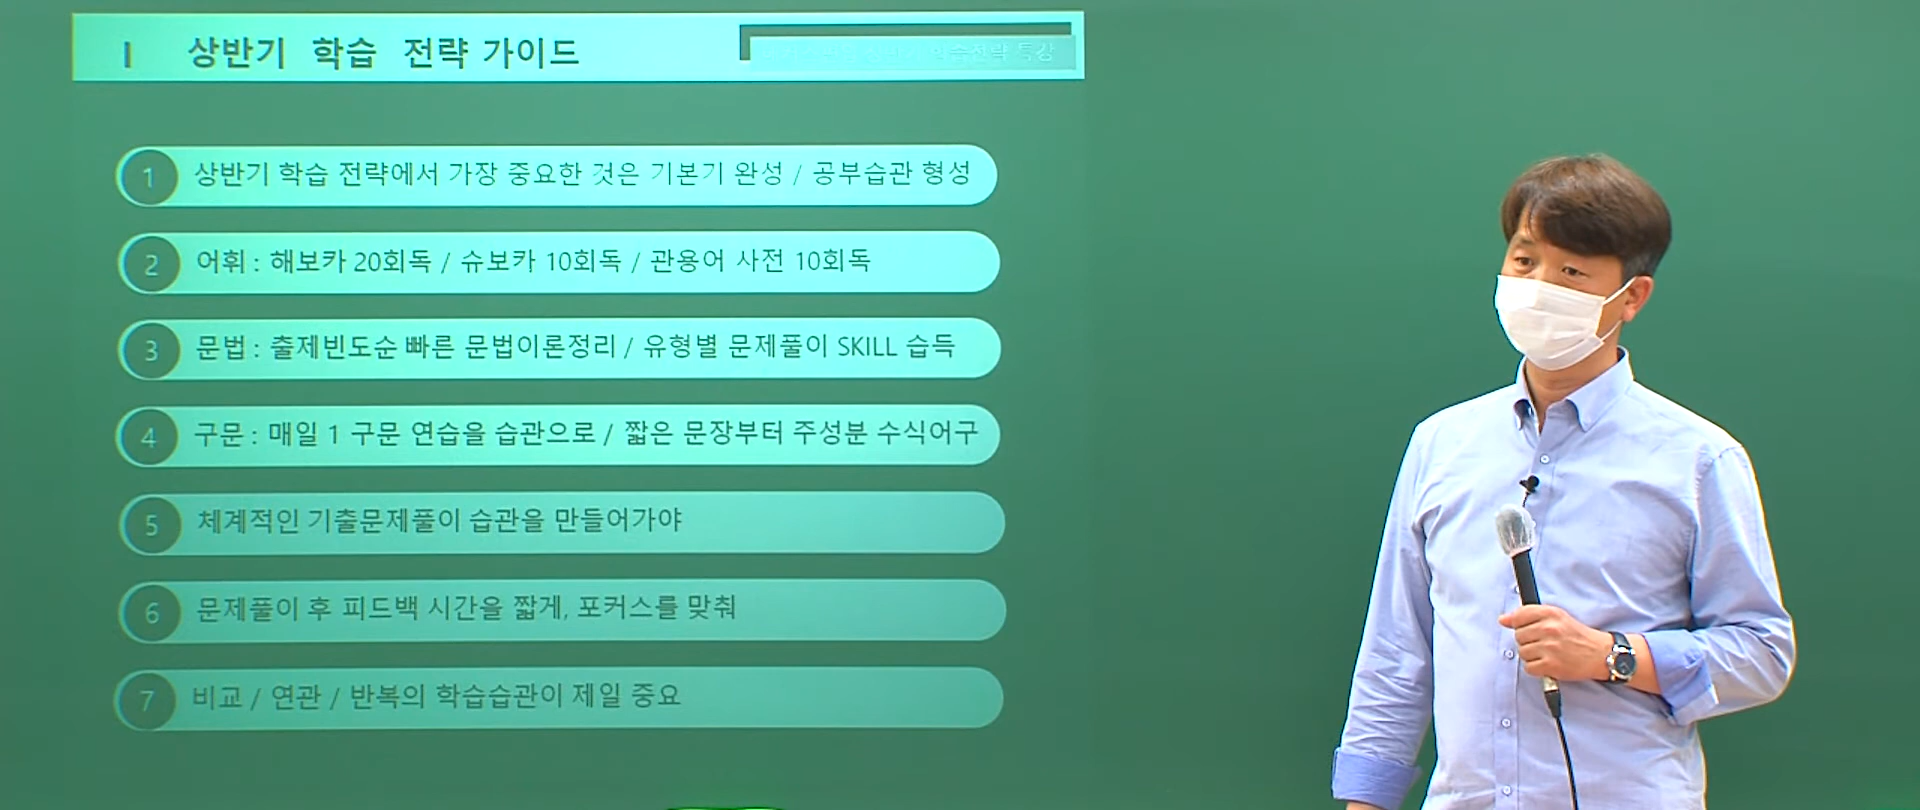 I 상반기 학습 전략 가이드
학습전략 특강
1 상반기 학습 전략에서 가장 중요한 것은 기본기 완성 / 공부습관 형성
2 어휘 : 해보카 20회독 / 슈보카 10회독 / 관용어 사전 10회독
3 문법 : 출제빈도순 빠른 문법이론정리 / 유형별 문제풀이 SKILL 습득
4 구문 : 매일 1 구문 연습을 습관으로 / 짧은 문장부터 주성분 수식어구
5 체계적인 기출문제풀이 습관을 만들어가야
6 문제풀이 후 피드백 시간을 짧게, 포커스를 맞춰
7 비교 / 연관 / 반복의 학습습관이 제일 중요